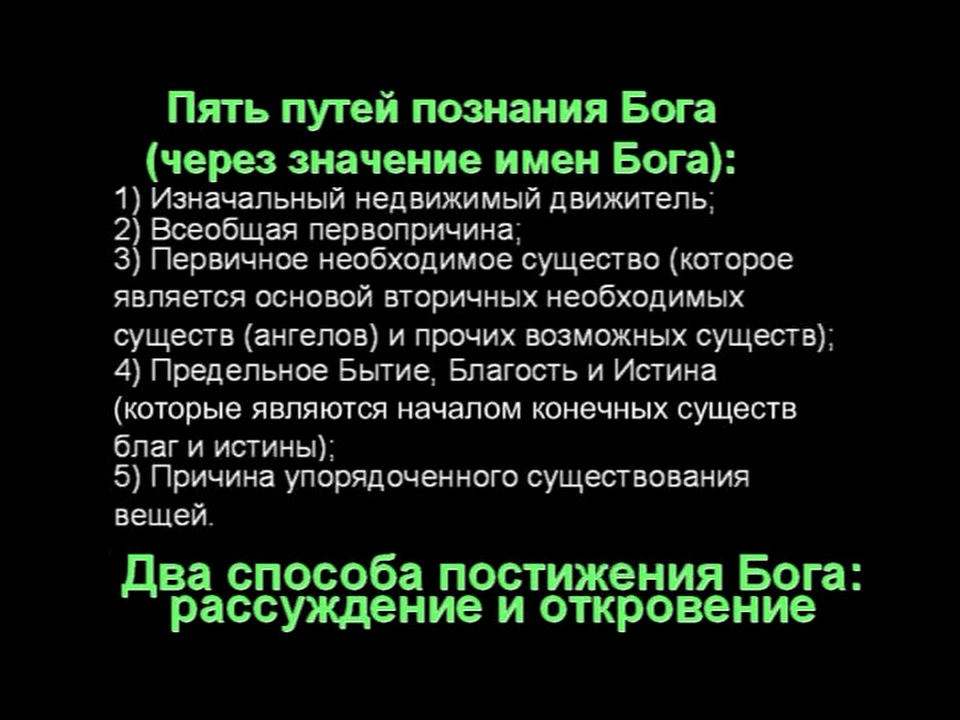 Пять путей познания Бога
(через значение имен Бога):
1) Изначальный недвижимый движитель;
2) Всеобщая первопричина;
3) Первичное необходимое существо (которое
является основой вторичных необходимых
существ (ангелов) и прочих возможных существ);
4) Предельное Бытие, Благость и Истина
(которые являются началом конечных существ
благ и истины);
5) Причина упорядоченного существования
вещей.
Два способа постижения Бога:
рассуждение и откровение